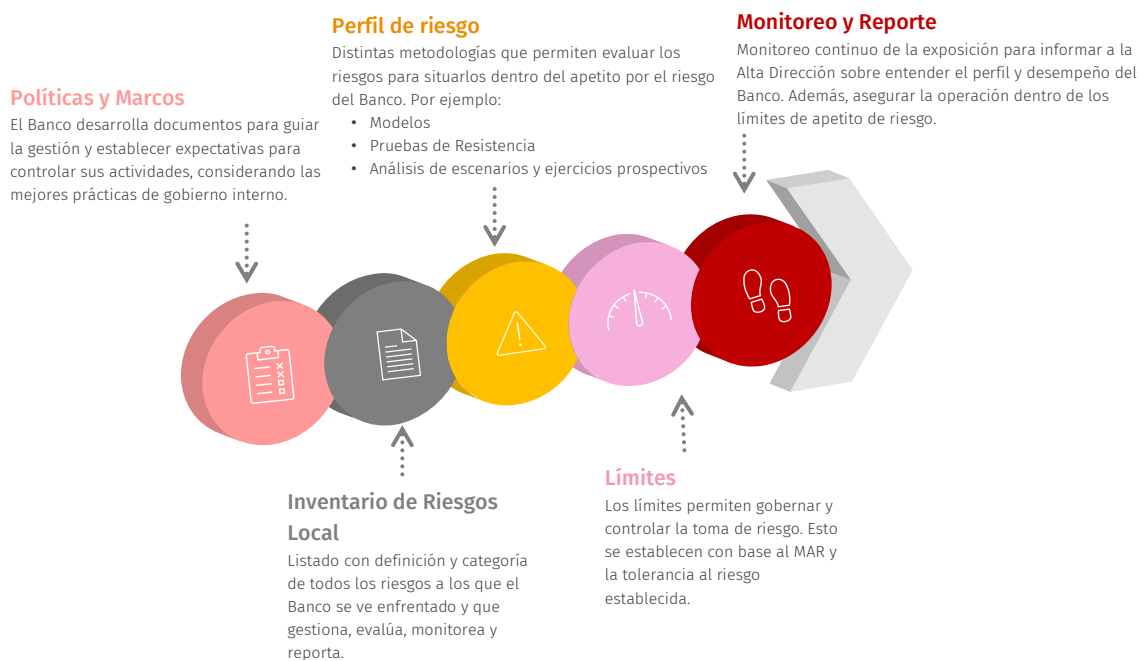 Políticas y Marcos
El Banco desarrolla documentos para guiar
la gestión y establecer expectativas para
controlar sus actividades, considerando las
mejores prácticas de gobierno interno.
Inventario de Riesgos
Local
Listado con definición y categoría
de todos los riesgos a los que el
Banco se ve enfrentado y que
gestiona, evalúa, monitorea y
reporta.
Perfil de riesgo
Distintas metodologías que permiten evaluar los
riesgos para situarlos dentro del apetito por el riesgo
del Banco. Por ejemplo:
• Modelos
• Pruebas de Resistencia
• Análisis de escenarios y ejercicios prospectivos
Límites
Los límites permiten gobernar y
controlar la toma de riesgo. Esto
se establecen con base al MAR y
la tolerancia al riesgo
establecida.
Monitoreo y Reporte
Monitoreo continuo de la exposición para informar a la
Alta Dirección sobre entender el perfil y desempeño del
Banco. Además, asegurar la operación dentro de los
límites de apetito de riesgo.